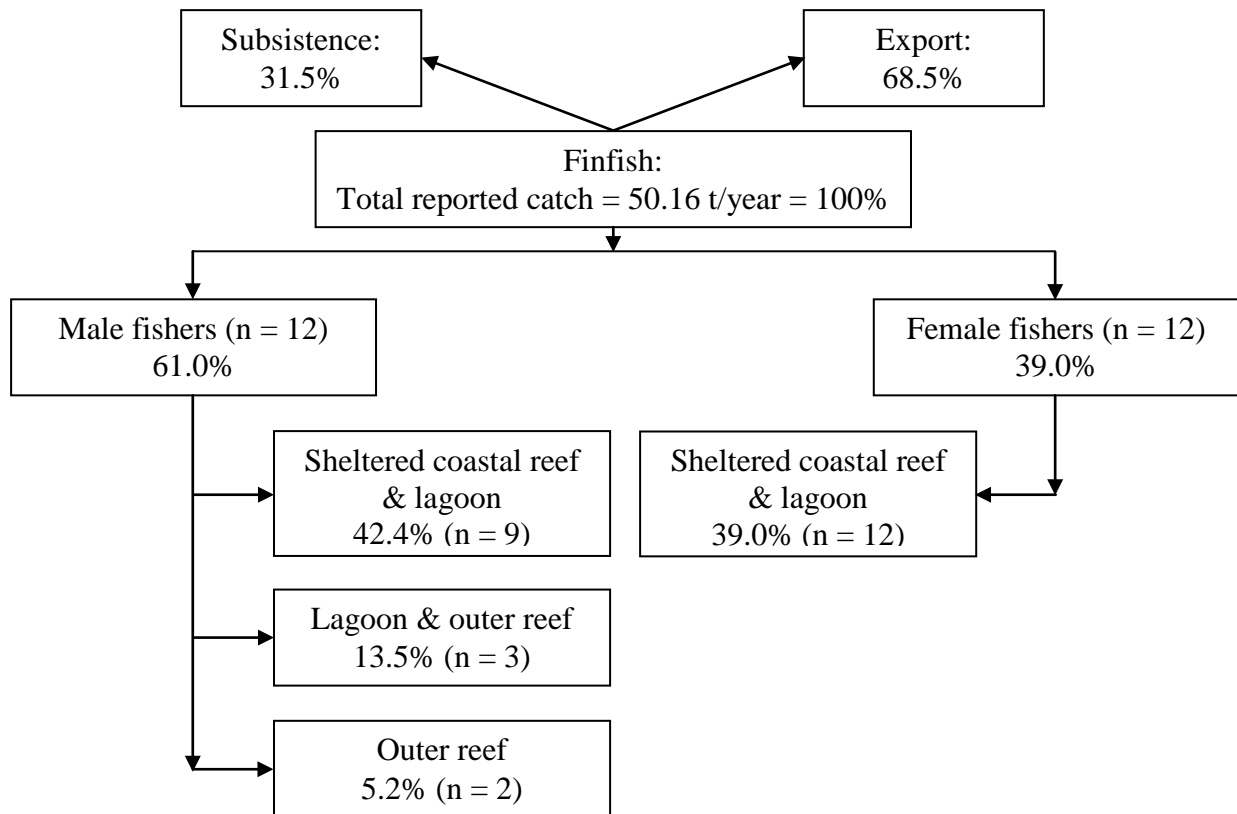 Subsistence:
31.5%
Export:
68.5%
Finfish:
Total reported catch = 50.16 t/year = 100%
Male fishers (n = 12)
61.0%
Female fishers (n = 12)
39.0%
Sheltered coastal reef
& lagoon
42.4% (n = 9)
Sheltered coastal reef
& lagoon
39.0% (n = 12)
Lagoon & outer reef
13.5% (n = 3)
Outer reef
5.2% (n = 2)